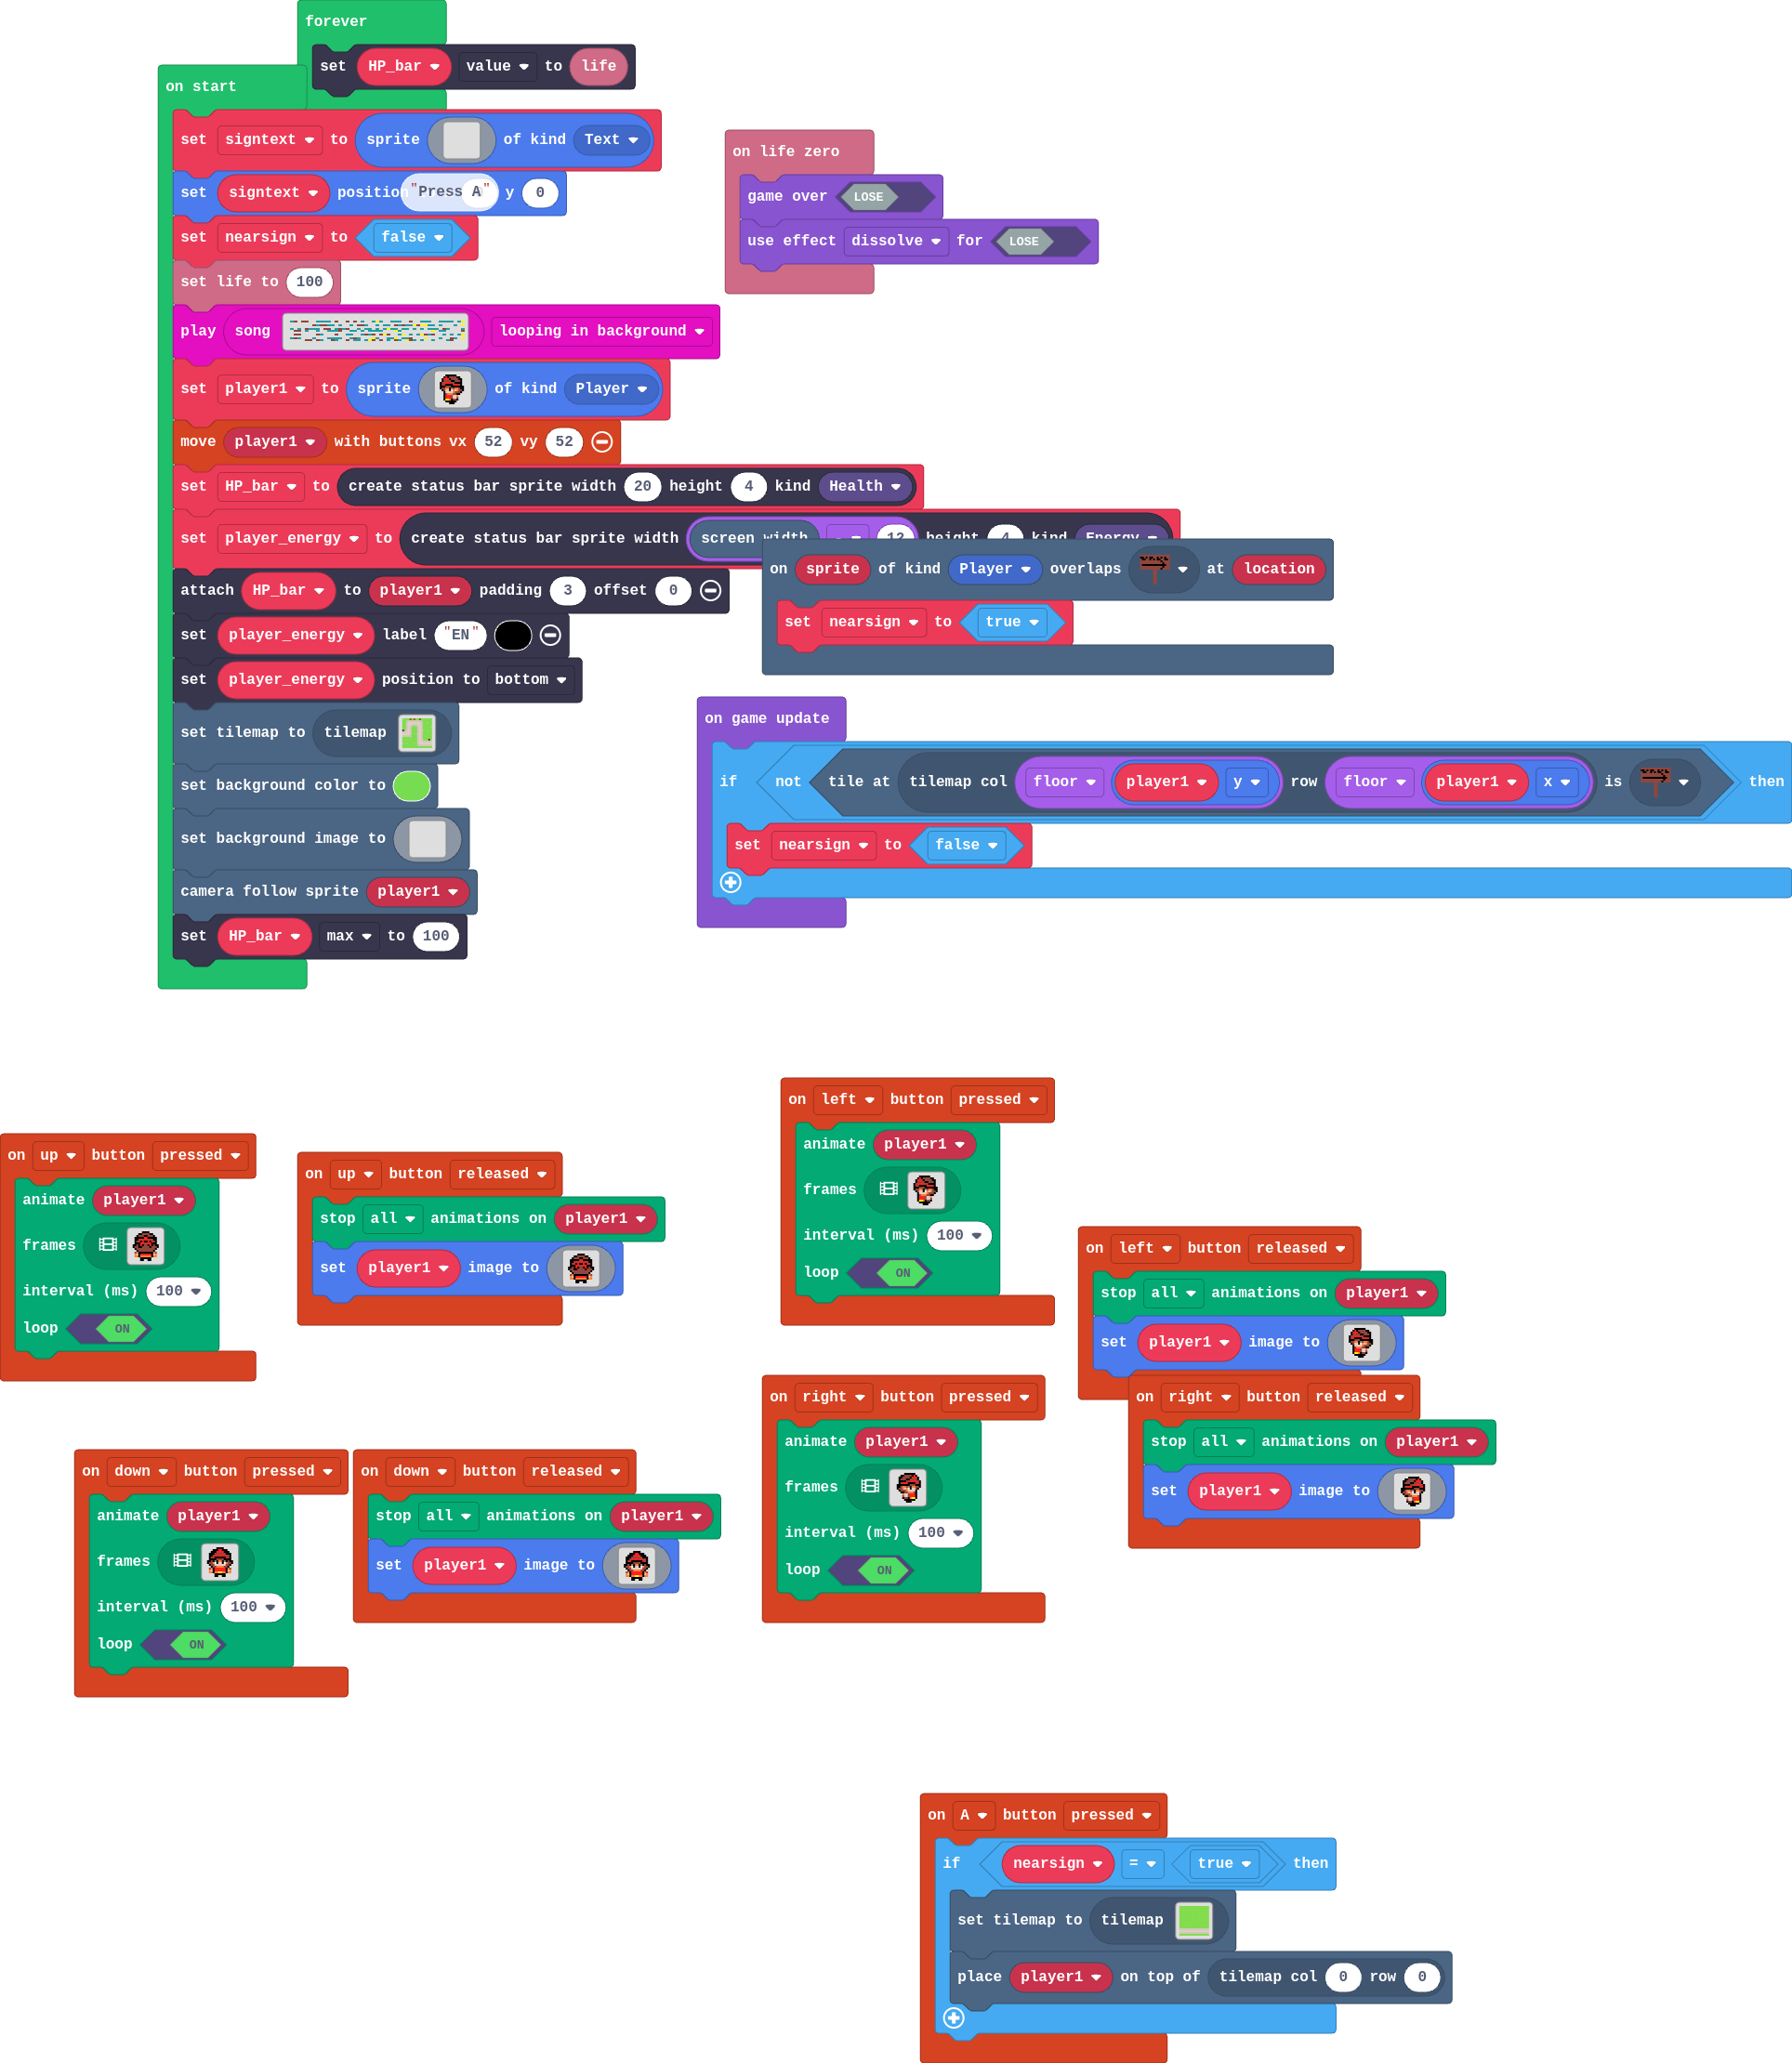 forever
set HP_bar value to life
on start
set signtext to sprite of kind Text
set signtext position "Press A" y 0
set nearsign to false
set life to 100
play song looping in background
set player1 to sprite of kind Player
move player1 with buttons vx 52 vy 52
set HP_bar to create status bar sprite width 20 height 4 kind Health
set player_energy to create status bar sprite width screen width - 12 height 4 kind Energy
attach HP_bar to player1 padding 3 offset 0
set player_energy label "EN"
set player_energy position to bottom
set tilemap to tilemap
set background color to
set background image to
camera follow sprite player1
set HP_bar max to 100
on life zero
game over LOSE
use effect dissolve for LOSE
on sprite of kind Player overlaps at location
set nearsign to true
on game update
if not tile at tilemap col floor player1 y row floor player1 x is then
set nearsign to false
on up button pressed
animate player1
frames
interval (ms) 100
loop ON
on up button released
stop all animations on player1
set player1 image to
on left button pressed
animate player1
frames
interval (ms) 100
loop ON
on left button released
stop all animations on player1
set player1 image to
on down button pressed
animate player1
frames
interval (ms) 100
loop ON
on down button released
stop all animations on player1
set player1 image to
on right button pressed
animate player1
frames
interval (ms) 100
loop ON
on right button released
stop all animations on player1
set player1 image to
on A button pressed
if nearsign = true then
set tilemap to tilemap
place player1 on top of tilemap col 0 row 0